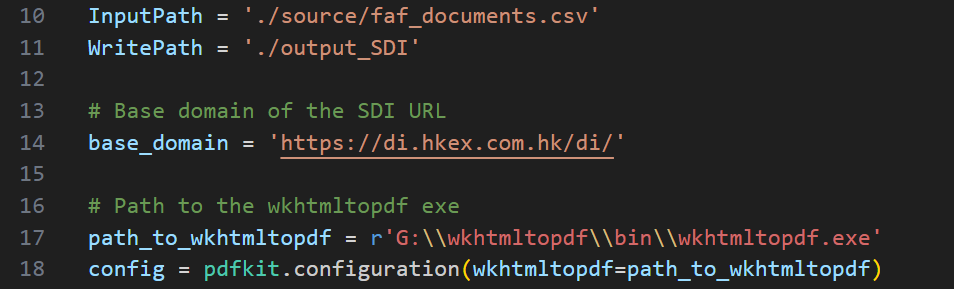 10 InputPath = './source/faf_documents.csv'
11 WritePath = './output_SDI'
12
13 # Base domain of the SDI URL
14 base_domain = 'https://di.hkex.com.hk/di/'
15
16 # Path to the wkhtmltopdf exe
17 path_to_wkhtmltopdf = r'G:\\wkhtmltopdf\\bin\\wkhtmltopdf.exe'
18 config = pdfkit.configuration(wkhtmltopdf=path_to_wkhtmltopdf)